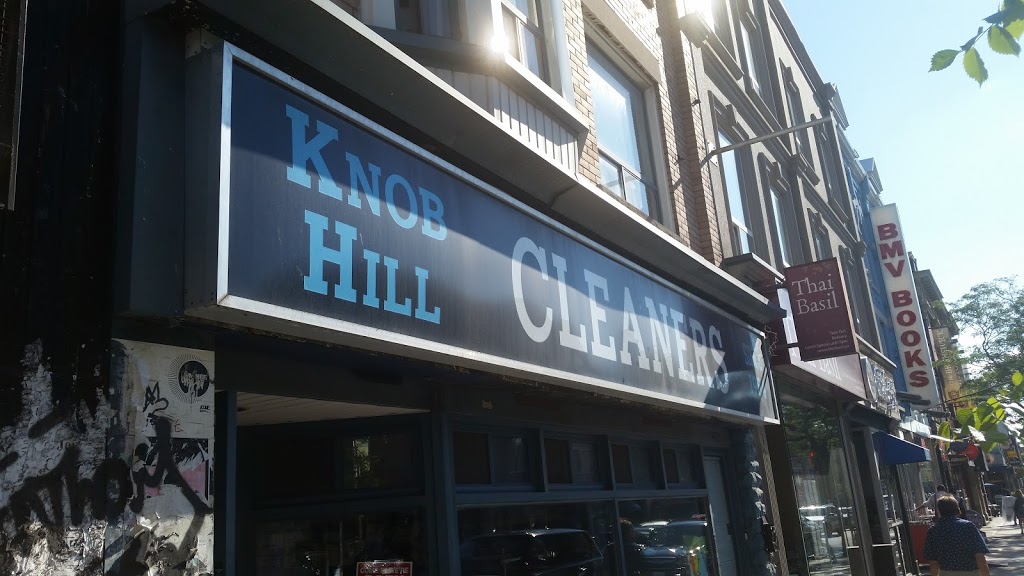 KNOB
HILL
CLEANERS
Thai
Basil
BMV BOOKS